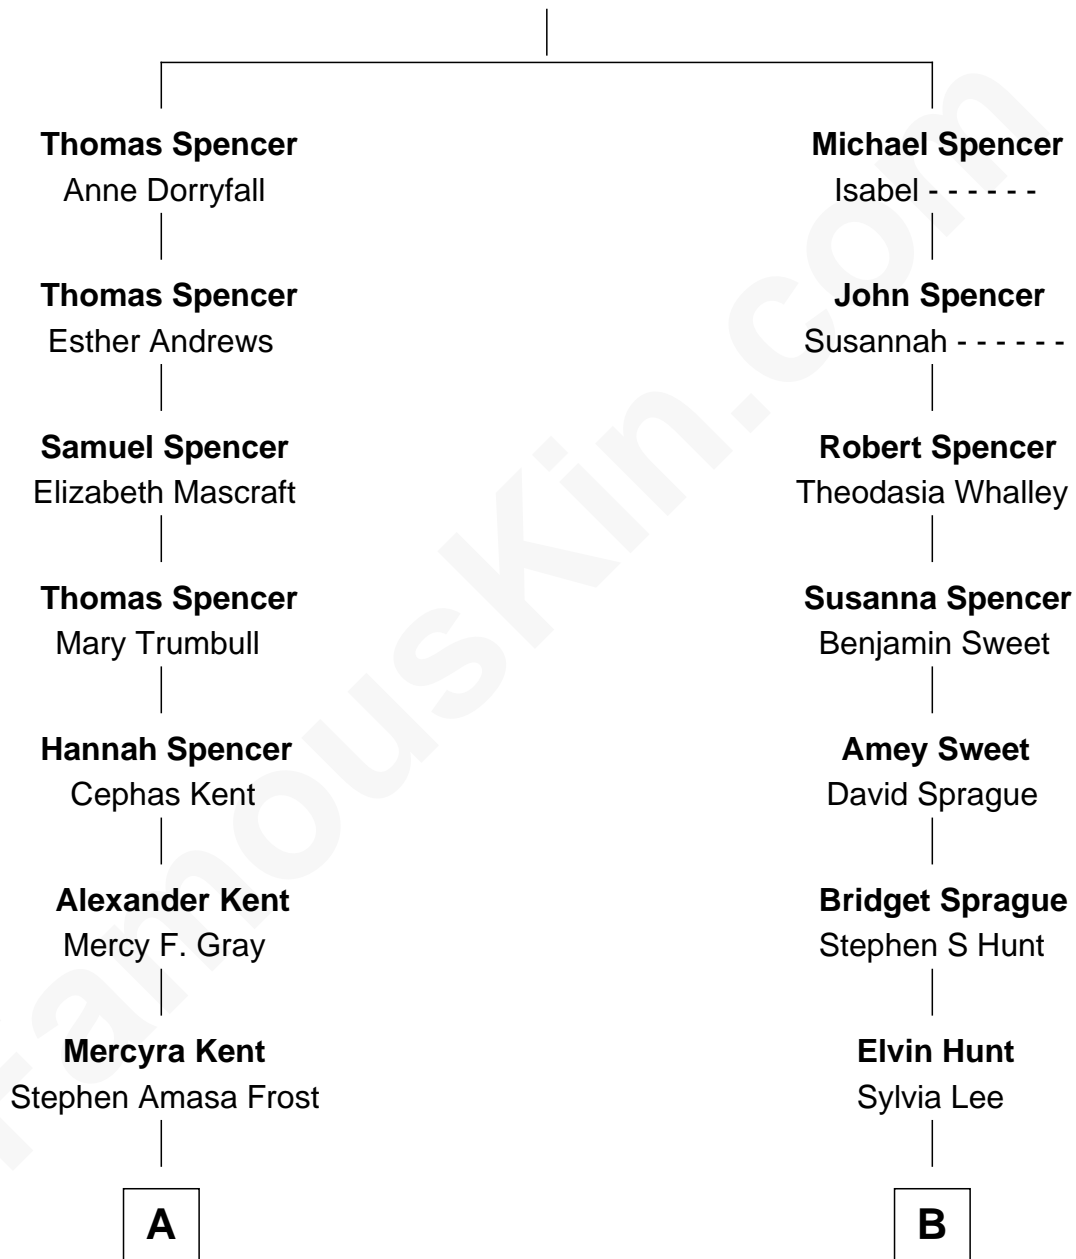 Thomas Spencer
Anne Dorryfall
Michael Spencer
Isabel - - - - - -
Thomas Spencer
Esther Andrews
John Spencer
Susannah - - - - - -
Samuel Spencer
Elizabeth Mascraft
Robert Spencer
Theodasia Whalley
Thomas Spencer
Mary Trumbull
Susanna Spencer
Benjamin Sweet
Hannah Spencer
Cephas Kent
Amey Sweet
David Sprague
Alexander Kent
Mercy F. Gray
Bridget Sprague
Stephen S Hunt
Mercyra Kent
Stephen Amasa Frost
Elvin Hunt
Sylvia Lee
A
B
FamousKin.com